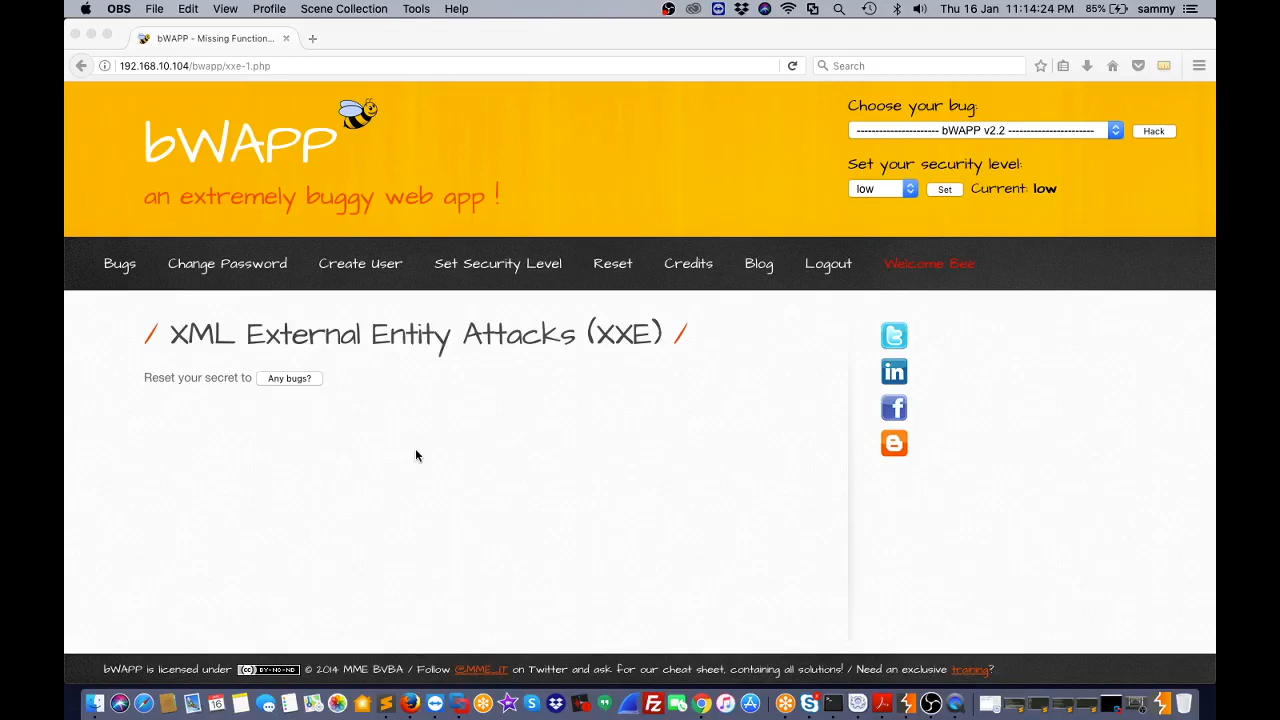 OBS File Edit View Profile Scene Collection Tools Help Thu 16 Jan 11:14:24 PM 85% sammy
bWAPP - Missing Function... × +
192.168.10.104/bwapp/xxe-1.php Search
bWAPP
an extremely buggy web app !
Choose your bug:
---------------------- bWAPP v2.2 ---------------------- Hack
Set your security level:
low Set Current: low
Bugs Change Password Create User Set Security Level Reset Credits Blog Logout Welcome Bee
/ XML External Entity Attacks (XXE) /
Reset your secret to Any bugs?
bWAPP is licensed under (cc) BY-NC-ND © 2014 MME BVBA / Follow @MME_IT on Twitter and ask for our cheat sheet, containing all solutions! / Need an exclusive training?